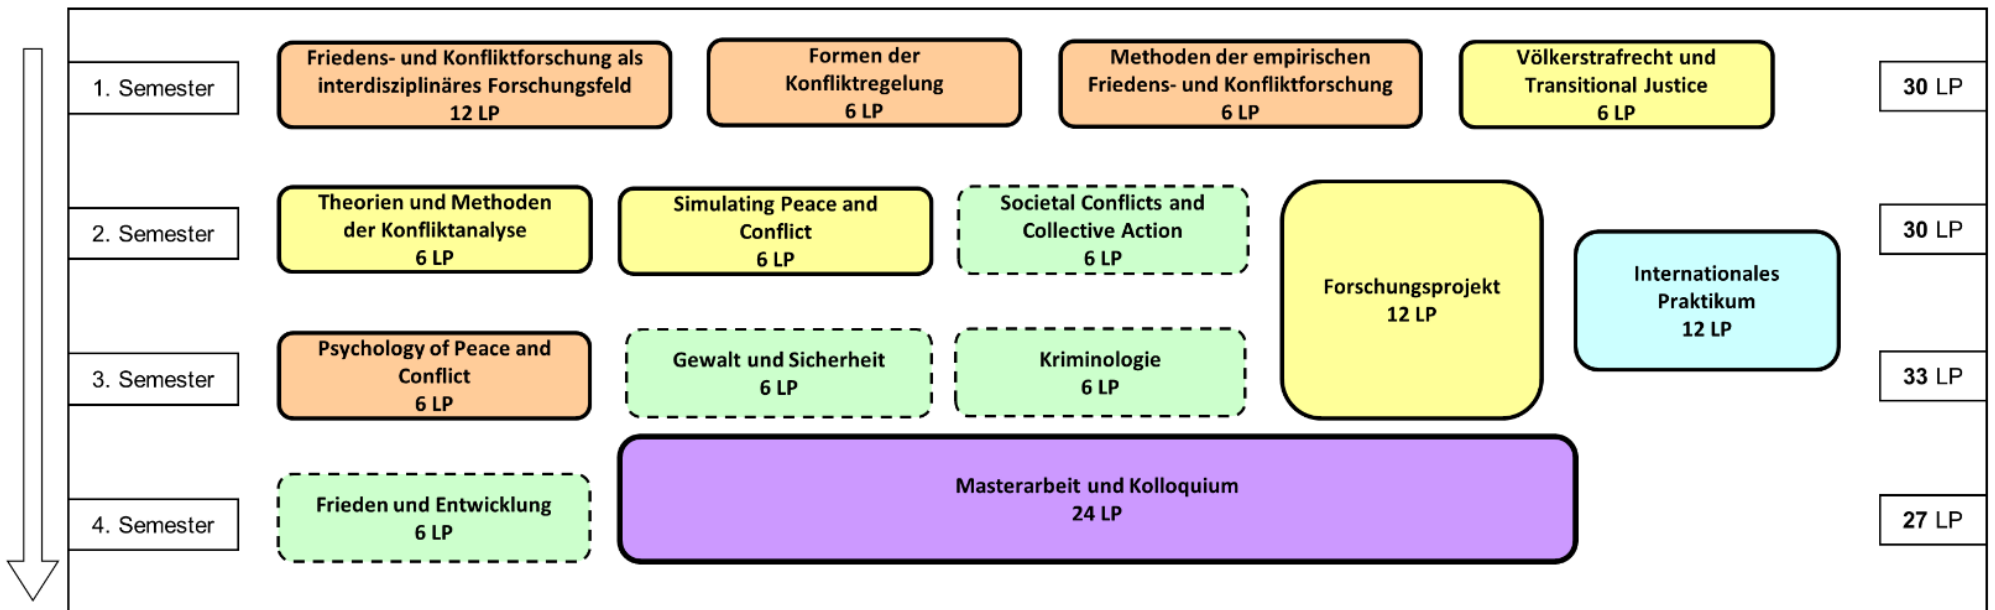 1. Semester
Friedens- und Konfliktforschung als
interdisziplinäres Forschungsfeld
12 LP
Formen der
Konfliktregelung
6 LP
Methoden der empirischen
Friedens- und Konfliktforschung
6 LP
Völkerstrafrecht und
Transitional Justice
6 LP
30 LP
2. Semester
Theorien und Methoden
der Konfliktanalyse
6 LP
Simulating Peace and
Conflict
6 LP
Societal Conflicts and
Collective Action
6 LP
Forschungsprojekt
12 LP
Internationales
Praktikum
12 LP
30 LP
3. Semester
Psychology of Peace and
Conflict
6 LP
Gewalt und Sicherheit
6 LP
Kriminologie
6 LP
33 LP
4. Semester
Frieden und Entwicklung
6 LP
Masterarbeit und Kolloquium
24 LP
27 LP